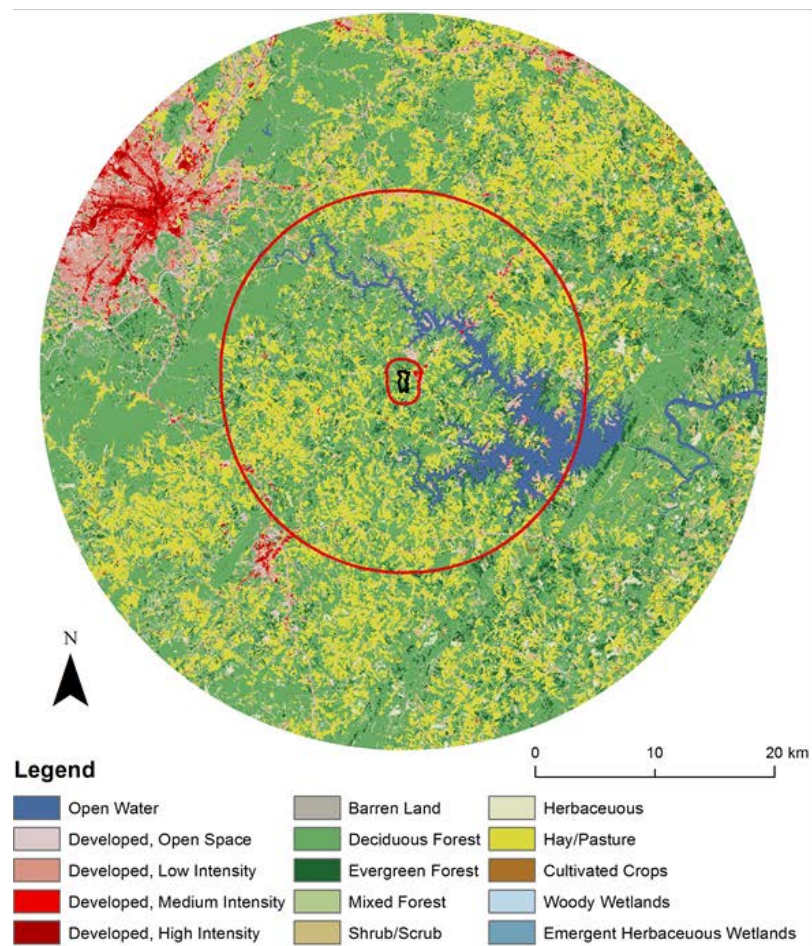 N
0 10 20 km
Legend
Open Water
Developed, Open Space
Developed, Low Intensity
Developed, Medium Intensity
Developed, High Intensity
Barren Land
Deciduous Forest
Evergreen Forest
Mixed Forest
Shrub/Scrub
Herbaceuous
Hay/Pasture
Cultivated Crops
Woody Wetlands
Emergent Herbaceuous Wetlands